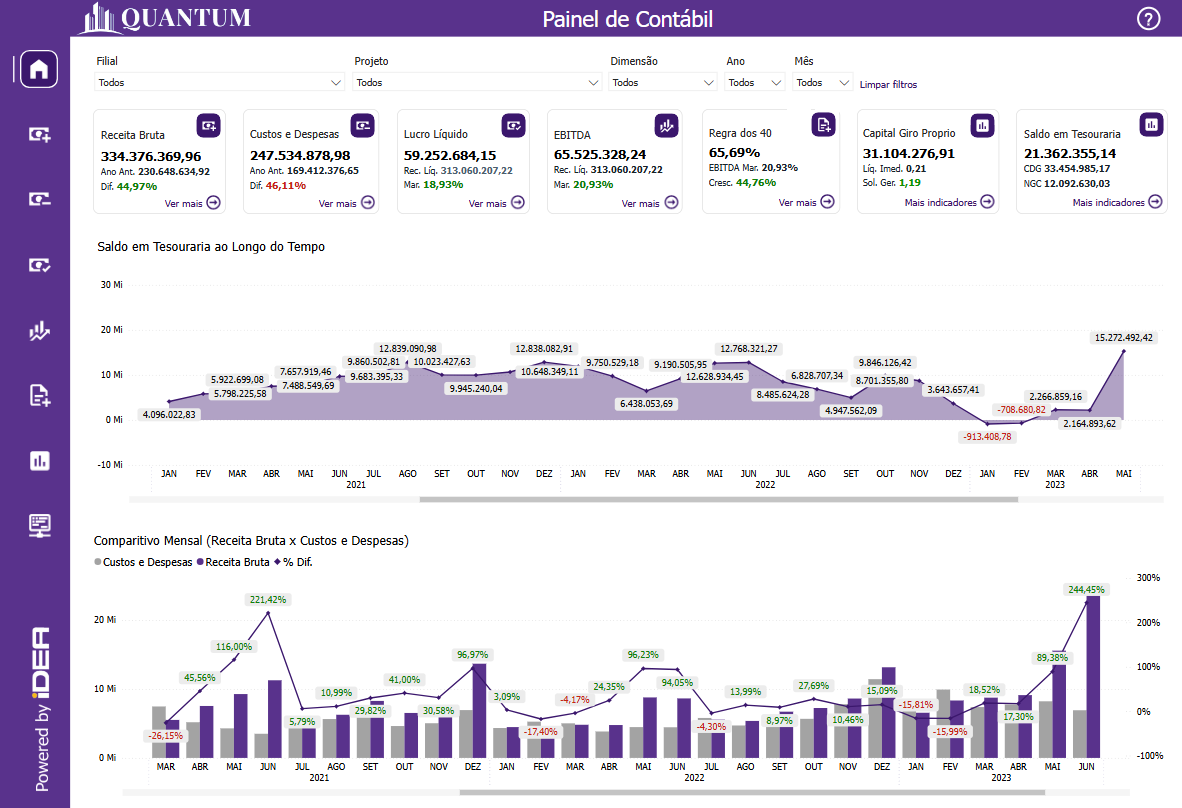 QUANTUM
Painel de Contábil
?
Filial
Projeto
Dimensão
Ano
Mês
Todos
Todos
Todos
Todos
Todos
Limpar filtros
Receita Bruta
334.376.369,96
Ano Ant. 230.648.634,92
Dif. 44,97%
Ver mais
Custos e Despesas
247.534.878,98
Ano Ant. 169.412.376,65
Dif. 46,11%
Ver mais
Lucro Líquido
59.252.684,15
Rec. Líq. 313.060.207,22
Mar. 18,93%
Ver mais
EBITDA
65.525.328,24
Rec. Líq. 313.060.207,22
Mar. 20,93%
Ver mais
Regra dos 40
65,69%
EBITDA Mar. 20,93%
Cresc. 44,76%
Ver mais
Capital Giro Proprio
31.104.276,91
Líq. Imed. 0,21
Sol. Ger. 1,19
Mais indicadores
Saldo em Tesouraria
21.362.355,14
CDG 33.454.985,17
NGC 12.092.630,03
Mais indicadores
Saldo em Tesouraria ao Longo do Tempo
30 Mi
20 Mi
10 Mi
0 Mi
-10 Mi
4.096.022,83
5.922.699,08
5.798.225,58
7.657.919,46
7.488.549,69
9.860.502,81
9.683.395,33
12.839.090,98
10.023.427,63
9.945.240,04
12.838.082,91
10.648.349,11
9.750.529,18
6.438.053,69
9.190.505,95
12.628.934,45
12.768.321,27
8.485.624,28
6.828.707,34
4.947.562,09
9.846.126,42
8.701.355,80
3.643.657,41
-913.408,78
-708.680,82
2.266.859,16
2.164.893,62
15.272.492,42
JAN FEV MAR ABR MAI JUN JUL AGO SET OUT NOV DEZ JAN FEV MAR ABR MAI JUN JUL AGO SET OUT NOV DEZ JAN FEV MAR ABR MAI
2021 2022 2023
Comparitivo Mensal (Receita Bruta x Custos e Despesas)
Custos e Despesas Receita Bruta % Dif.
20 Mi
10 Mi
0 Mi
300%
200%
100%
0%
-100%
-26,15%
45,56%
116,00%
221,42%
5,79%
10,99%
29,82%
41,00%
30,58%
96,97%
3,09%
-17,40%
-4,17%
24,35%
96,23%
94,05%
-4,30%
13,99%
8,97%
27,69%
10,46%
15,09%
-15,81%
-15,99%
18,52%
17,30%
89,38%
244,45%
MAR ABR MAI JUN JUL AGO SET OUT NOV DEZ JAN FEV MAR ABR MAI JUN JUL AGO SET OUT NOV DEZ JAN FEV MAR ABR MAI JUN
2021 2022 2023
Powered by iDEA